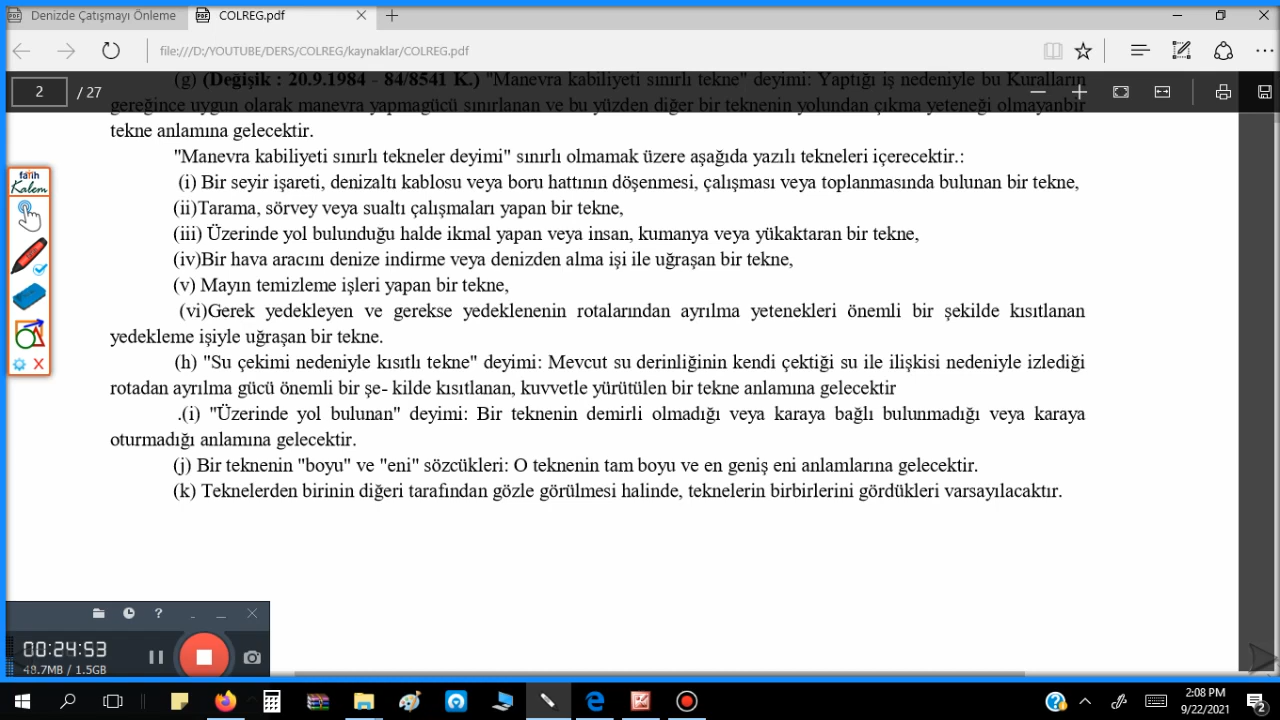 Denizde Çatışmayı Önleme
COLREG.pdf
file:///D:/YOUTUBE/DERS/COLREG/kaynaklar/COLREG.pdf
(g) (Değişik : 20.9.1984 - 84/8541 K.) "Manevra kabiliyeti sınırlı tekne" deyimi: Yaptığı iş nedeniyle bu Kuralların
2 / 27
gereğince uygun olarak manevra yapmagücü sınırlanan ve bu yüzden diğer bir teknenin yolundan çıkma yeteneği olmayanbir
tekne anlamına gelecektir.
"Manevra kabiliyeti sınırlı tekneler deyimi" sınırlı olmamak üzere aşağıda yazılı tekneleri içerecektir.:
fatih
Kalem
(i) Bir seyir işareti, denizaltı kablosu veya boru hattının döşenmesi, çalışması veya toplanmasında bulunan bir tekne,
(ii)Tarama, sörvey veya sualtı çalışmaları yapan bir tekne,
(iii) Üzerinde yol bulunduğu halde ikmal yapan veya insan, kumanya veya yükaktaran bir tekne,
(iv)Bir hava aracını denize indirme veya denizden alma işi ile uğraşan bir tekne,
(v) Mayın temizleme işleri yapan bir tekne,
(vi)Gerek yedekleyen ve gerekse yedeklenenin rotalarından ayrılma yetenekleri önemli bir şekilde kısıtlanan
yedekleme işiyle uğraşan bir tekne.
(h) "Su çekimi nedeniyle kısıtlı tekne" deyimi: Mevcut su derinliğinin kendi çektiği su ile ilişkisi nedeniyle izlediği
rotadan ayrılma gücü önemli bir şe- kilde kısıtlanan, kuvvetle yürütülen bir tekne anlamına gelecektir
.(i) "Üzerinde yol bulunan" deyimi: Bir teknenin demirli olmadığı veya karaya bağlı bulunmadığı veya karaya
oturmadığı anlamına gelecektir.
(j) Bir teknenin "boyu" ve "eni" sözcükleri: O teknenin tam boyu ve en geniş eni anlamlarına gelecektir.
(k) Teknelerden birinin diğeri tarafından gözle görülmesi halinde, teknelerin birbirlerini gördükleri varsayılacaktır.
00:24:53
48.7MB / 1.5GB
2:08 PM
9/22/2021
2